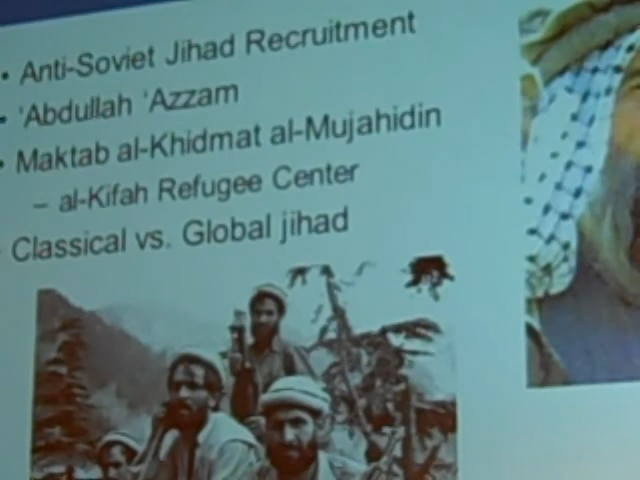 • Anti-Soviet Jihad Recruitment
• ‘Abdullah ‘Azzam
• Maktab al-Khidmat al-Mujahidin
– al-Kifah Refugee Center
• Classical vs. Global jihad